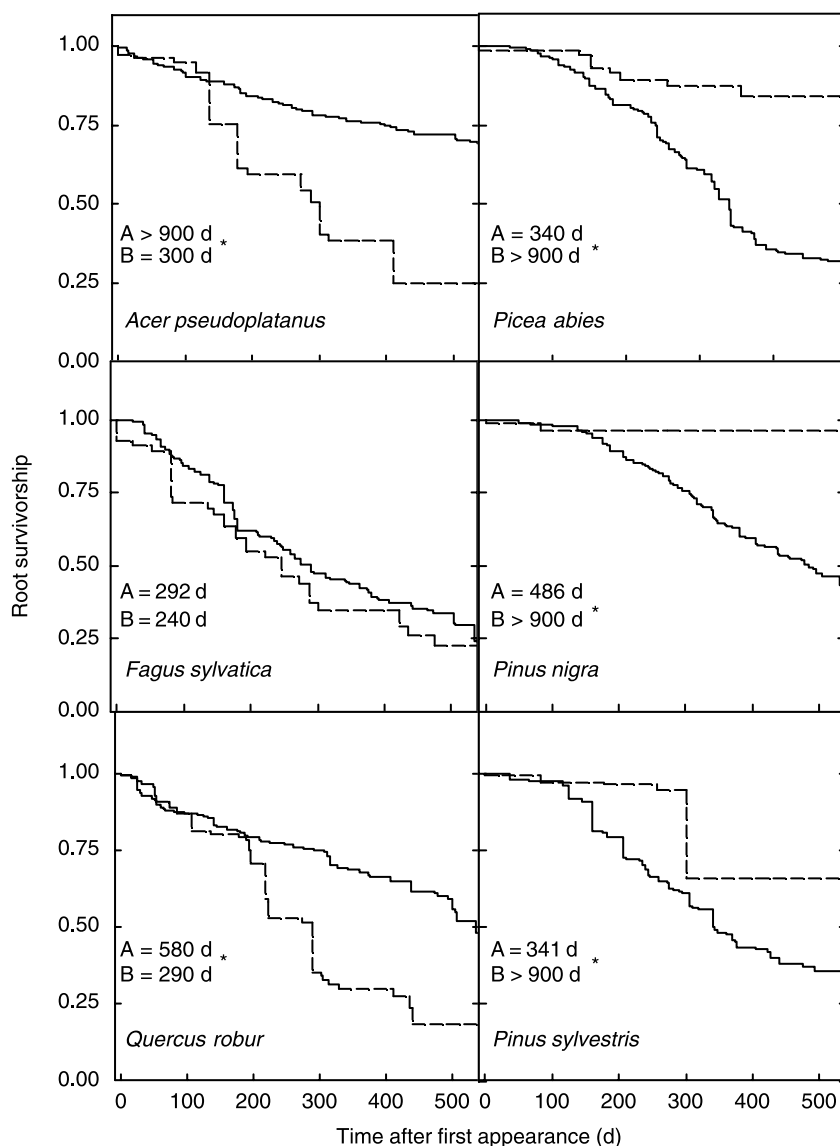 Root survivorship
1.00
0.75
0.50
0.25
0.00
A > 900 d
B = 300 d *
Acer pseudoplatanus
A = 340 d
B > 900 d *
Picea abies
1.00
0.75
0.50
0.25
0.00
A = 292 d
B = 240 d
Fagus sylvatica
A = 486 d
B > 900 d *
Pinus nigra
1.00
0.75
0.50
0.25
0.00
A = 580 d
B = 290 d *
Quercus robur
A = 341 d
B > 900 d *
Pinus sylvestris
0 100 200 300 400 500 0 100 200 300 400 500
Time after first appearance (d)